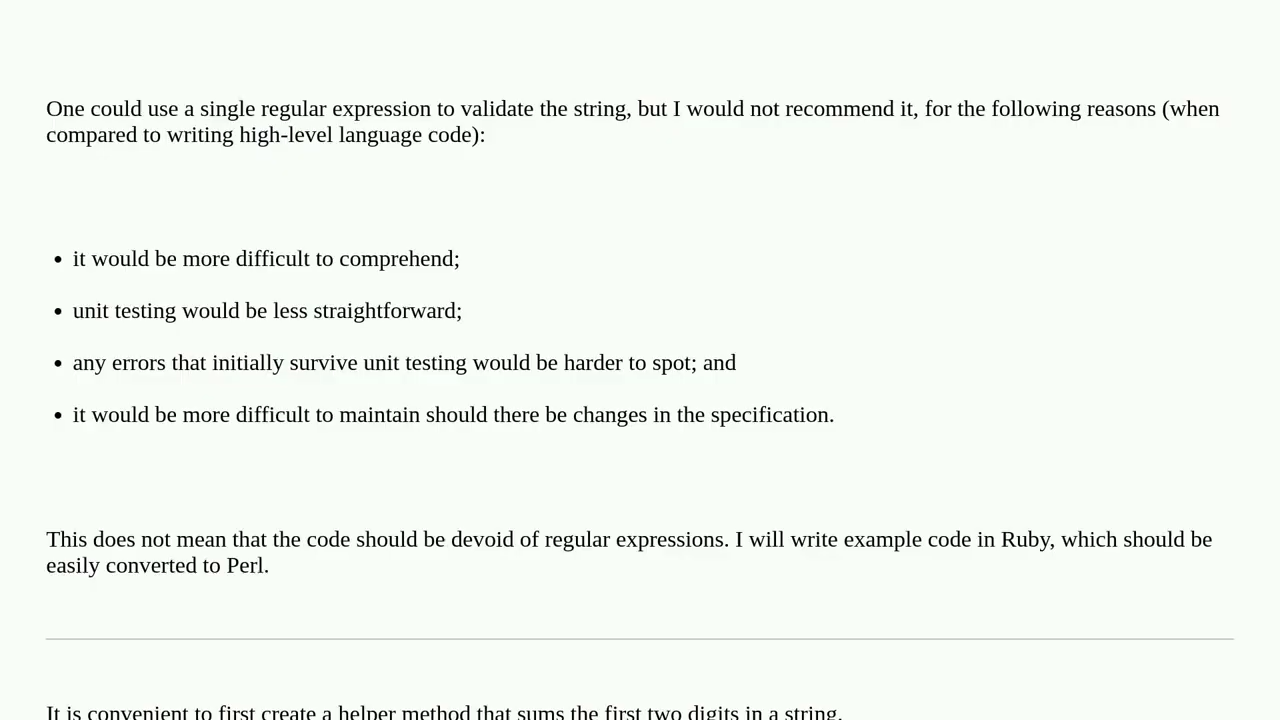 One could use a single regular expression to validate the string, but I would not recommend it, for the following reasons (when
compared to writing high-level language code):
• it would be more difficult to comprehend;
• unit testing would be less straightforward;
• any errors that initially survive unit testing would be harder to spot; and
• it would be more difficult to maintain should there be changes in the specification.
This does not mean that the code should be devoid of regular expressions. I will write example code in Ruby, which should be
easily converted to Perl.
It is convenient to first create a helper method that sums the first two digits in a string.